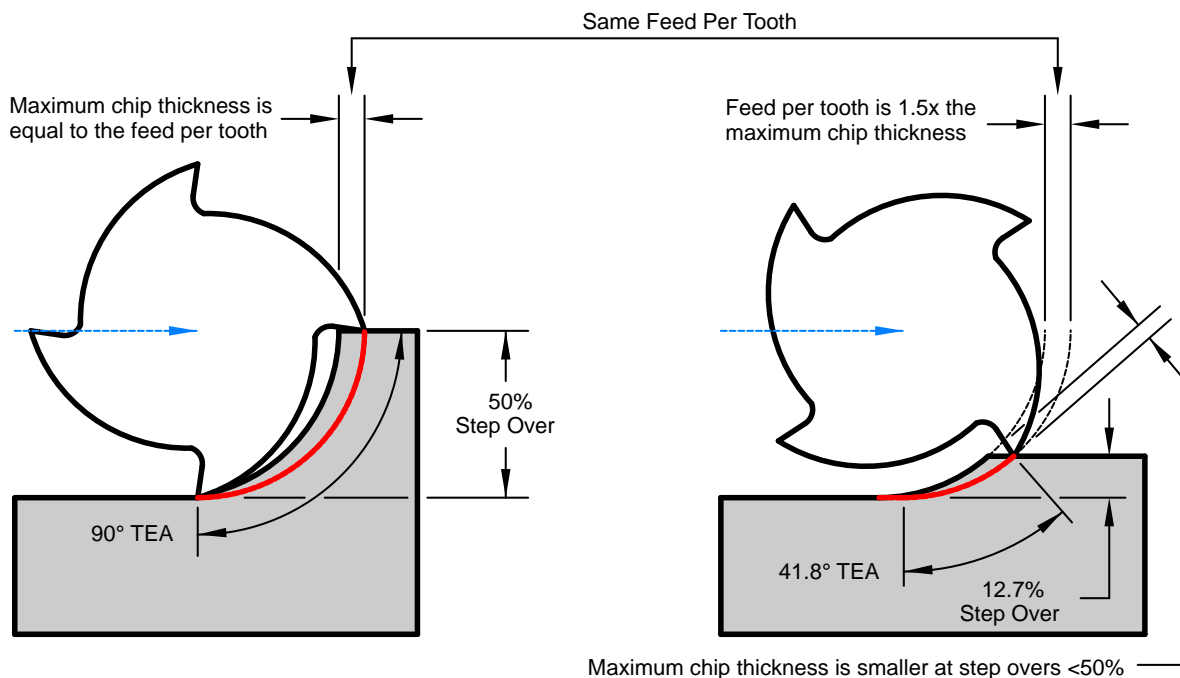 Same Feed Per Tooth
Maximum chip thickness is
equal to the feed per tooth
Feed per tooth is 1.5x the
maximum chip thickness
50%
Step Over
90° TEA
41.8° TEA
12.7%
Step Over
Maximum chip thickness is smaller at step overs <50%